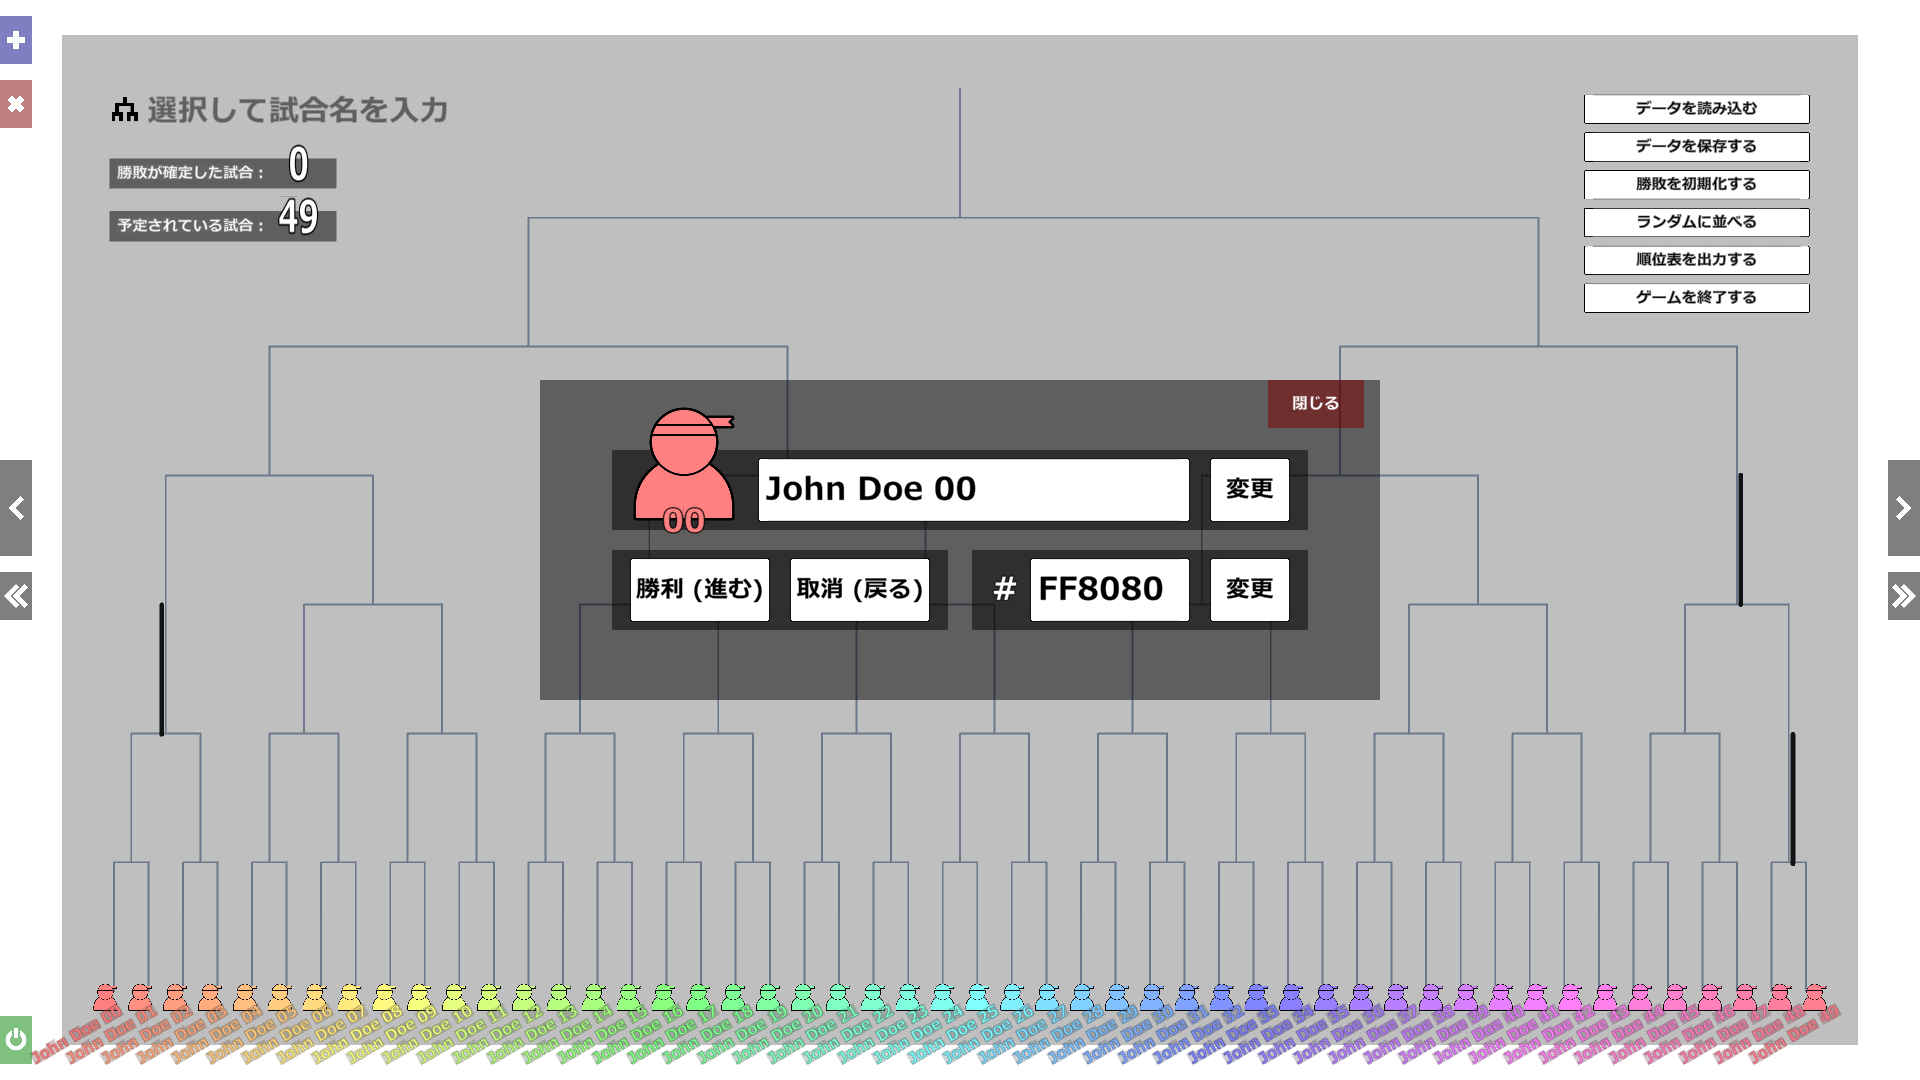 選択して試合名を入力
勝敗が確定した試合： 0
予定されている試合： 49
データを読み込む
データを保存する
勝敗を初期化する
ランダムに並べる
順位表を出力する
ゲームを終了する
閉じる
00
John Doe 00
変更
勝利 (進む)
取消 (戻る)
# FF8080
変更
John Doe 00
John Doe 01
John Doe 02
John Doe 03
John Doe 04
John Doe 05
John Doe 06
John Doe 07
John Doe 08
John Doe 09
John Doe 10
John Doe 11
John Doe 12
John Doe 13
John Doe 14
John Doe 15
John Doe 16
John Doe 17
John Doe 18
John Doe 19
John Doe 20
John Doe 21
John Doe 22
John Doe 23
John Doe 24
John Doe 25
John Doe 26
John Doe 27
John Doe 28
John Doe 29
John Doe 30
John Doe 31
John Doe 32
John Doe 33
John Doe 34
John Doe 35
John Doe 36
John Doe 37
John Doe 38
John Doe 39
John Doe 40
John Doe 41
John Doe 42
John Doe 43
John Doe 44
John Doe 45
John Doe 46
John Doe 47
John Doe 48
John Doe 49